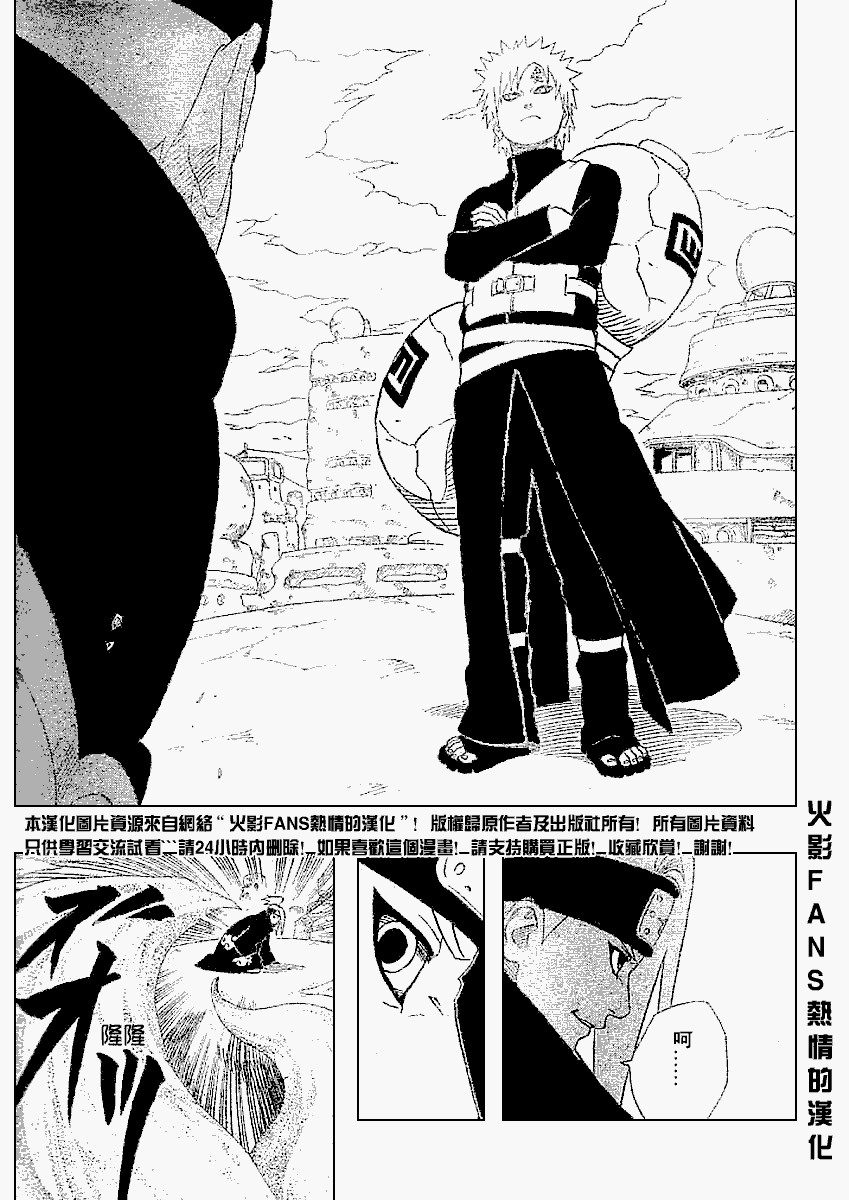 本漢化圖片資源來自網絡“火影FANS熱情的漢化”！版權歸原作者及出版社所有！所有圖片資料
只供學習交流試看--請24小時內删除！如果喜歡這個漫畫！請支持購買正版！收藏欣賞！謝謝！
火影FANS熱情的漢化
呵……
ズオッ
隆隆